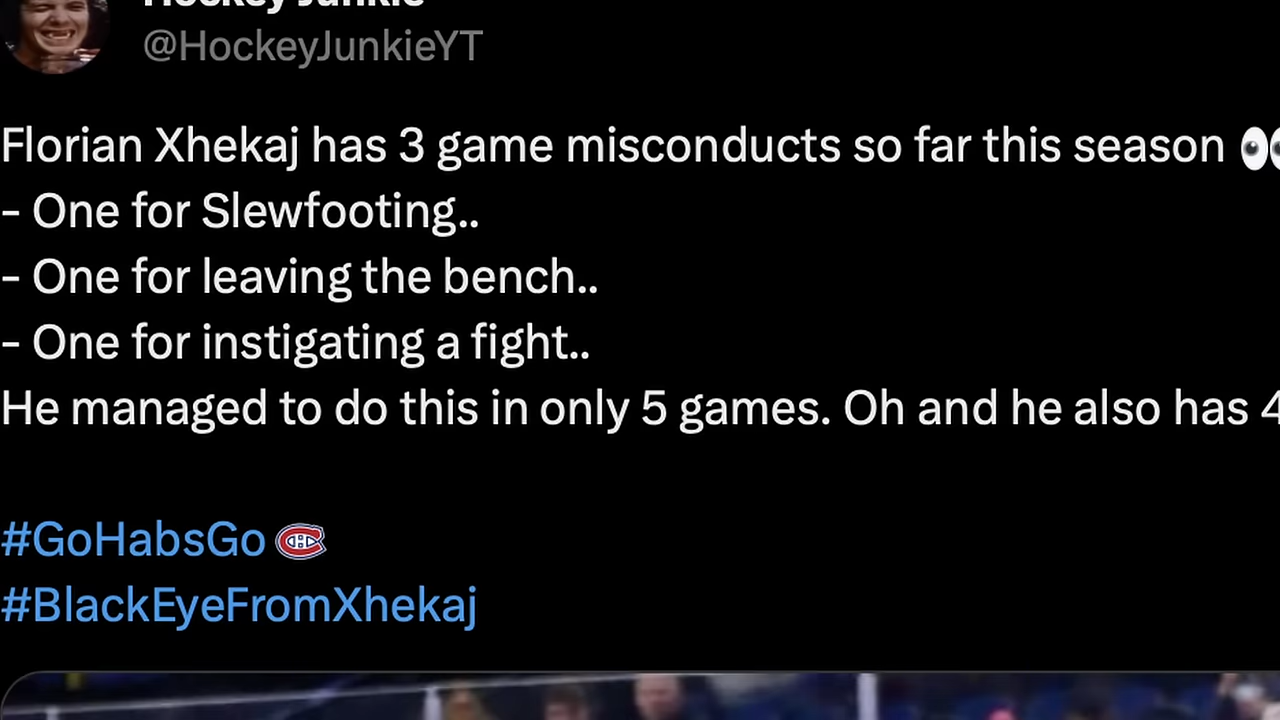 Hockey Junkie
@HockeyJunkieYT
Florian Xhekaj has 3 game misconducts so far this season 👀
- One for Slewfooting..
- One for leaving the bench..
- One for instigating a fight..
He managed to do this in only 5 games. Oh and he also has 4
#GoHabsGo
#BlackEyeFromXhekaj